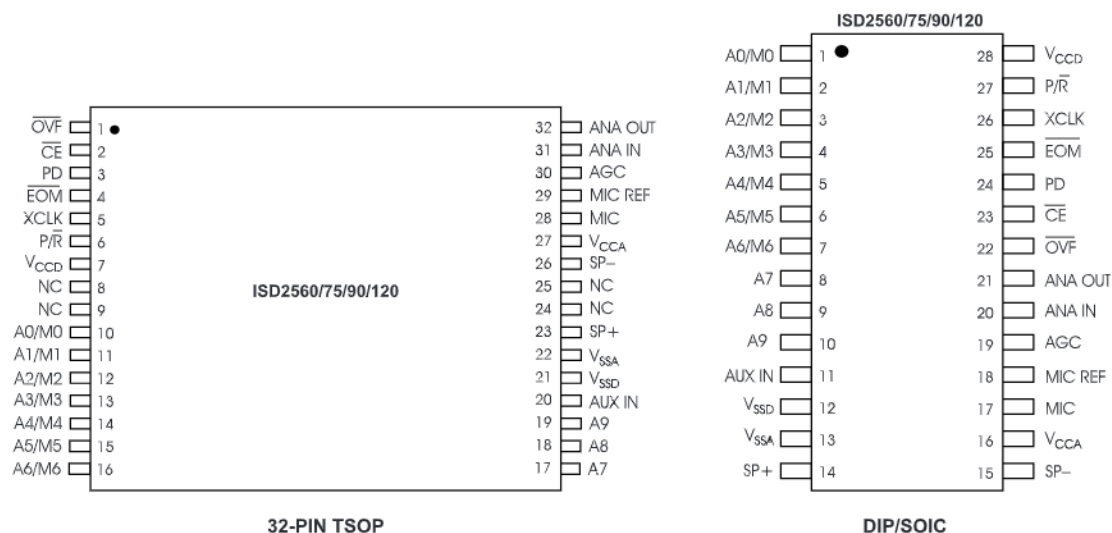 ISD2560/75/90/120
OVF 1 32 ANA OUT
CE 2 31 ANA IN
PD 3 30 AGC
EOM 4 29 MIC REF
XCLK 5 28 MIC
P/R 6 27 VCCA
VCCD 7 26 SP−
NC 8 25 NC
NC 9 24 NC
A0/M0 10 23 SP+
A1/M1 11 22 VSSA
A2/M2 12 21 VSSD
A3/M3 13 20 AUX IN
A4/M4 14 19 A9
A5/M5 15 18 A8
A6/M6 16 17 A7
32-PIN TSOP
ISD2560/75/90/120
A0/M0 1 28 VCCD
A1/M1 2 27 P/R
A2/M2 3 26 XCLK
A3/M3 4 25 EOM
A4/M4 5 24 PD
A5/M5 6 23 CE
A6/M6 7 22 OVF
A7 8 21 ANA OUT
A8 9 20 ANA IN
A9 10 19 AGC
AUX IN 11 18 MIC REF
VSSD 12 17 MIC
VSSA 13 16 VCCA
SP+ 14 15 SP−
DIP/SOIC